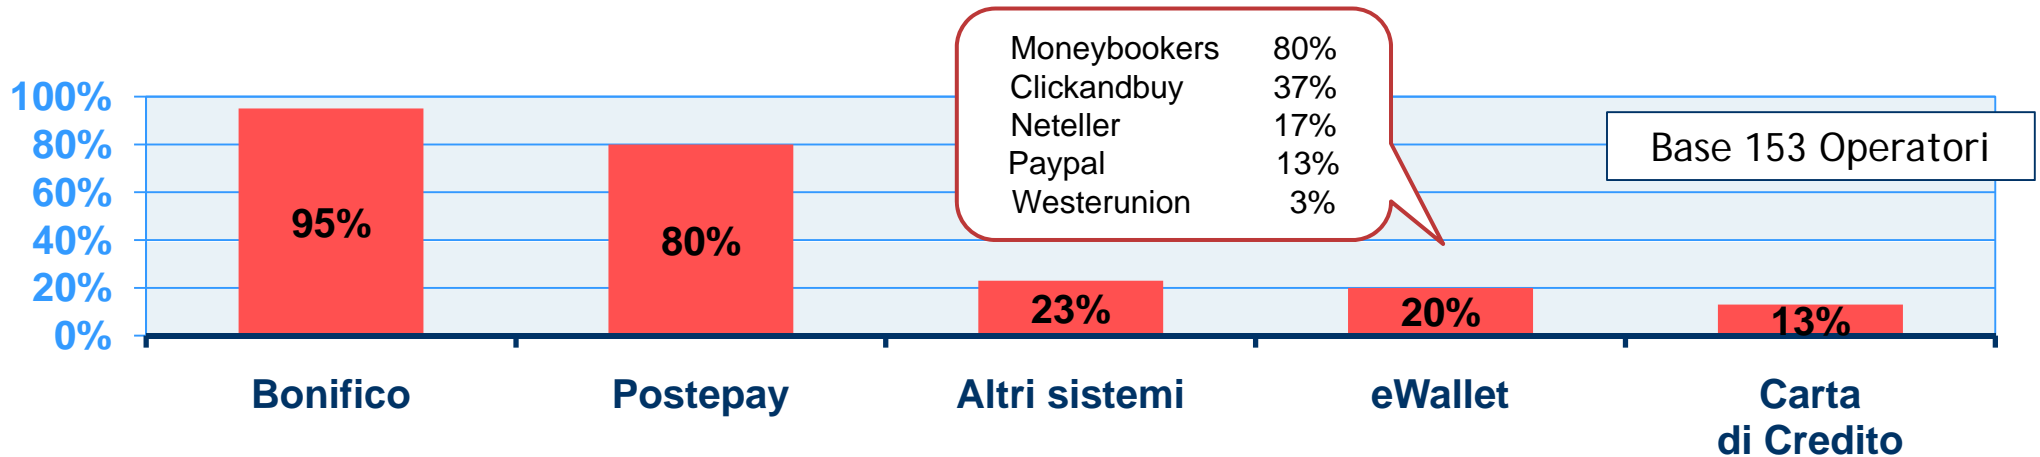 Moneybookers 80%
Clickandbuy 37%
Neteller 17%
Paypal 13%
Westerunion 3%
Base 153 Operatori
100%
80%
60%
40%
20%
0%
95%
80%
23%
20%
13%
Bonifico
Postepay
Altri sistemi
eWallet
Carta
di Credito